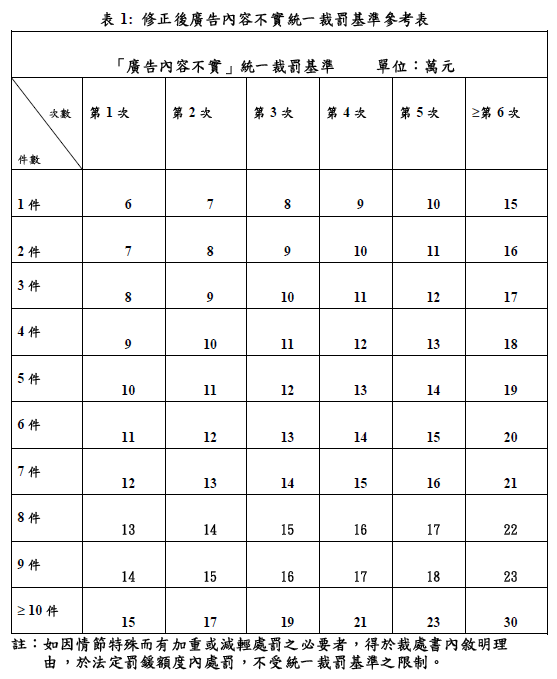 表 1: 修正後廣告內容不實統一裁罰基準參考表
「廣告內容不實」統一裁罰基準 單位：萬元
次數 第 1 次 第 2 次 第 3 次 第 4 次 第 5 次 ≥第 6 次
件數
1 件 6 7 8 9 10 15
2 件 7 8 9 10 11 16
3 件 8 9 10 11 12 17
4 件 9 10 11 12 13 18
5 件 10 11 12 13 14 19
6 件 11 12 13 14 15 20
7 件 12 13 14 15 16 21
8 件 13 14 15 16 17 22
9 件 14 15 16 17 18 23
≥ 10 件 15 17 19 21 23 30
註：如因情節特殊而有加重或減輕處罰之必要者，得於裁處書內敘明理
由，於法定罰鍰額度內處罰，不受統一裁罰基準之限制。